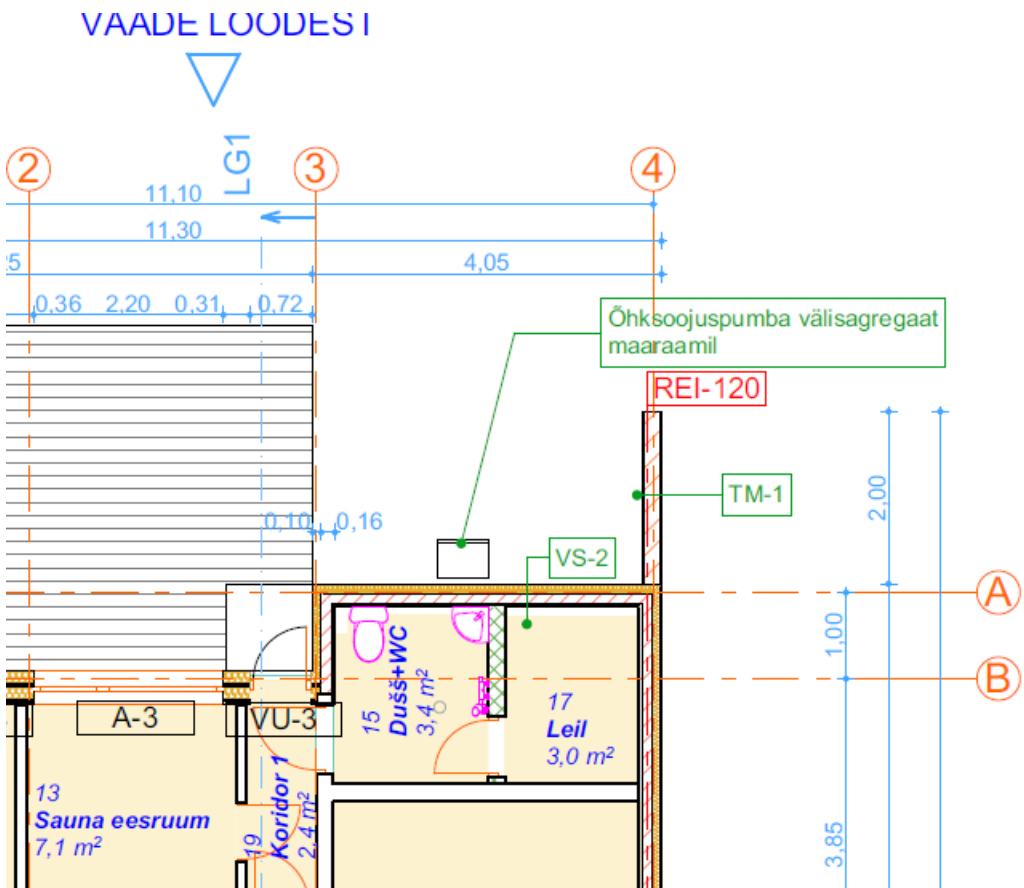 VAADE LOODEST
LG1
2
3
4
11,10
11,30
4,05
0,36
2,20
0,31
0,72
Õhksoojuspumba välisagregaat
maaraamil
REI-120
TM-1
2,00
0,10
0,16
VS-2
A
1,00
B
A-3
VU-3
15
Dušš+WC
3,4 m²
17
Leil
3,0 m²
13
Sauna eesruum
7,1 m²
19
Koridor 1
2,4 m²
3,85